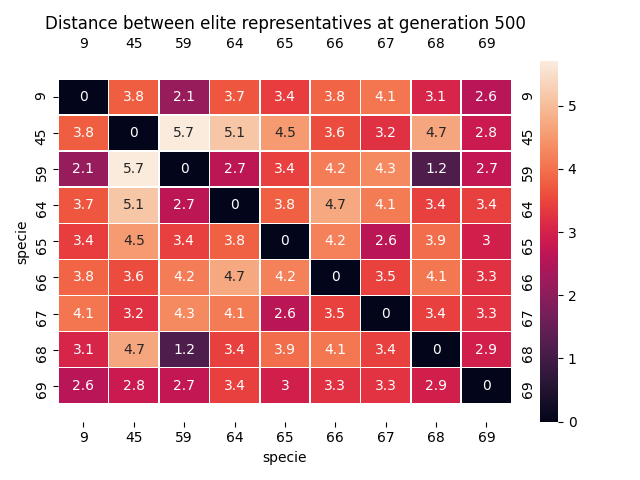 Distance between elite representatives at generation 500
9 45 59 64 65 66 67 68 69
9 0 3.8 2.1 3.7 3.4 3.8 4.1 3.1 2.6 9
45 3.8 0 5.7 5.1 4.5 3.6 3.2 4.7 2.8 45
59 2.1 5.7 0 2.7 3.4 4.2 4.3 1.2 2.7 59
64 3.7 5.1 2.7 0 3.8 4.7 4.1 3.4 3.4 64
65 3.4 4.5 3.4 3.8 0 4.2 2.6 3.9 3 65
66 3.8 3.6 4.2 4.7 4.2 0 3.5 4.1 3.3 66
67 4.1 3.2 4.3 4.1 2.6 3.5 0 3.4 3.3 67
68 3.1 4.7 1.2 3.4 3.9 4.1 3.4 0 2.9 68
69 2.6 2.8 2.7 3.4 3 3.3 3.3 2.9 0 69
9 45 59 64 65 66 67 68 69
specie
specie
5
4
3
2
1
0